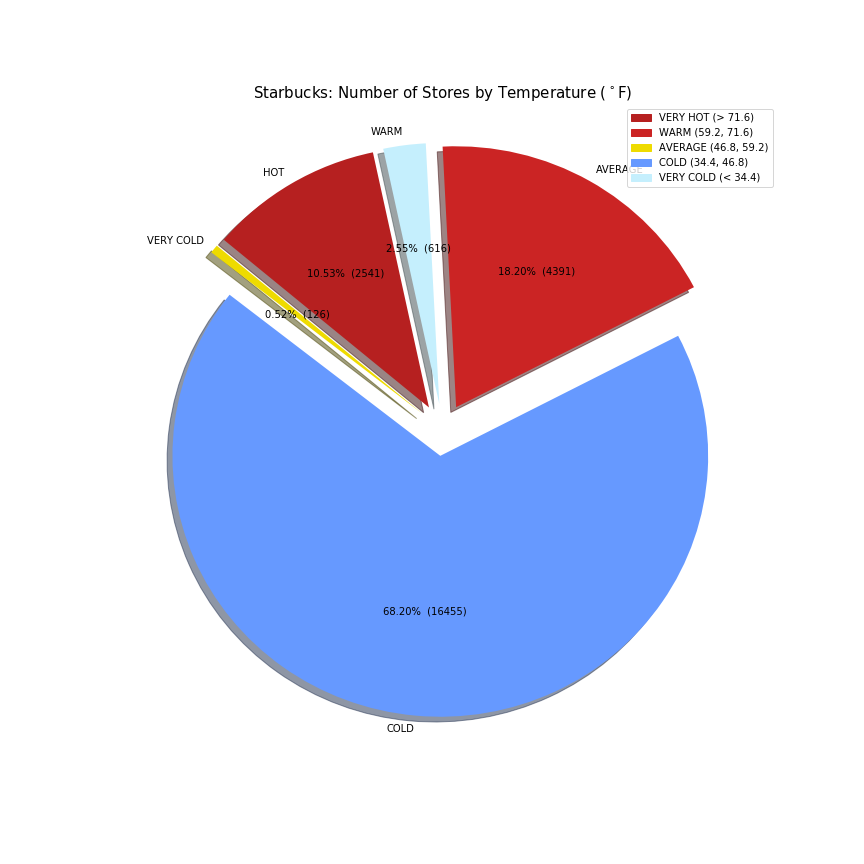 Starbucks: Number of Stores by Temperature (°F)
VERY HOT (> 71.6)
WARM (59.2, 71.6)
AVERAGE (46.8, 59.2)
COLD (34.4, 46.8)
VERY COLD (< 34.4)
WARM
AVERAGE
HOT
VERY COLD
2.55% (616)
18.20% (4391)
10.53% (2541)
0.52% (126)
68.20% (16455)
COLD